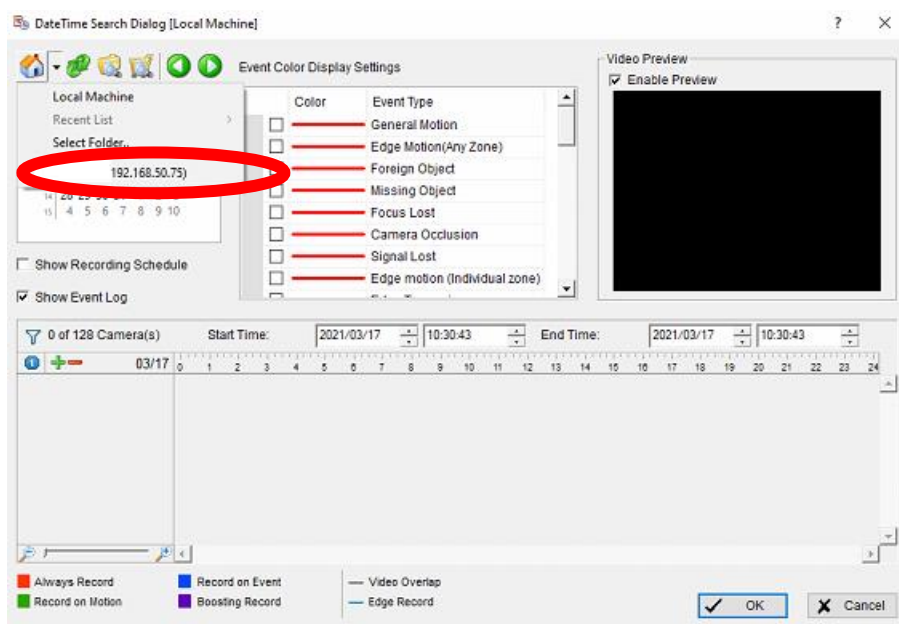 DateTime Search Dialog [Local Machine]
Event Color Display Settings
Video Preview
Enable Preview
Local Machine
Recent List
Select Folder..
192.168.50.75)
15 4 5 6 7 8 9 10
Show Recording Schedule
Show Event Log
Color Event Type
General Motion
Edge Motion(Any Zone)
Foreign Object
Missing Object
Focus Lost
Camera Occlusion
Signal Lost
Edge motion (Individual zone)
0 of 128 Camera(s) Start Time: 2021/03/17 10:30:43 End Time: 2021/03/17 10:30:43
03/17 0 1 2 3 4 5 6 7 8 9 10 11 12 13 14 15 16 17 18 19 20 21 22 23 24
Always Record Record on Event Video Overlap
Record on Motion Boosting Record Edge Record
OK Cancel